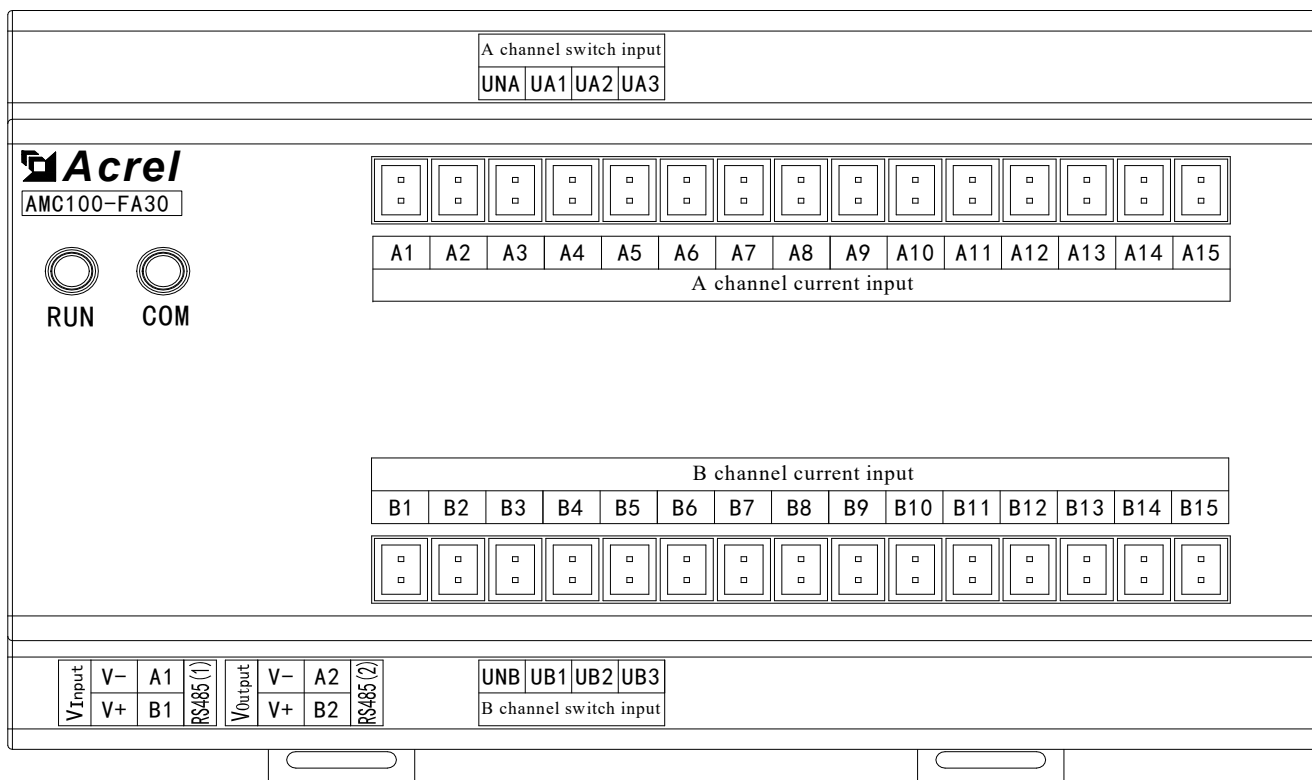 A channel switch input
UNA UA1 UA2 UA3
Acrel
AMC100-FA30
RUN COM
A1 A2 A3 A4 A5 A6 A7 A8 A9 A10 A11 A12 A13 A14 A15
A channel current input
B channel current input
B1 B2 B3 B4 B5 B6 B7 B8 B9 B10 B11 B12 B13 B14 B15
VInput
V- A1
V+ B1
RS485(1)
VOutput
V- A2
V+ B2
RS485(2)
UNB UB1 UB2 UB3
B channel switch input